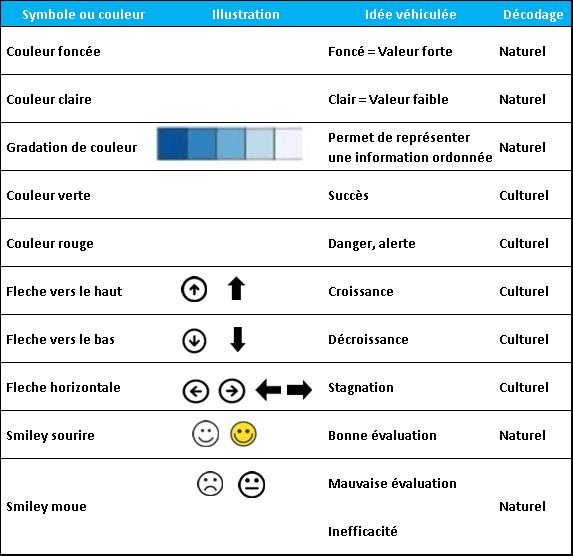 Symbole ou couleur Illustration Idée véhiculée Décodage
Couleur foncée Foncé = Valeur forte Naturel
Couleur claire Clair = Valeur faible Naturel
Gradation de couleur Permet de représenter une information ordonnée Naturel
Couleur verte Succès Culturel
Couleur rouge Danger, alerte Culturel
Fleche vers le haut Croissance Culturel
Fleche vers le bas Décroissance Culturel
Fleche horizontale Stagnation Culturel
Smiley sourire Bonne évaluation Naturel
Smiley moue Mauvaise évaluation Naturel
Inefficacité